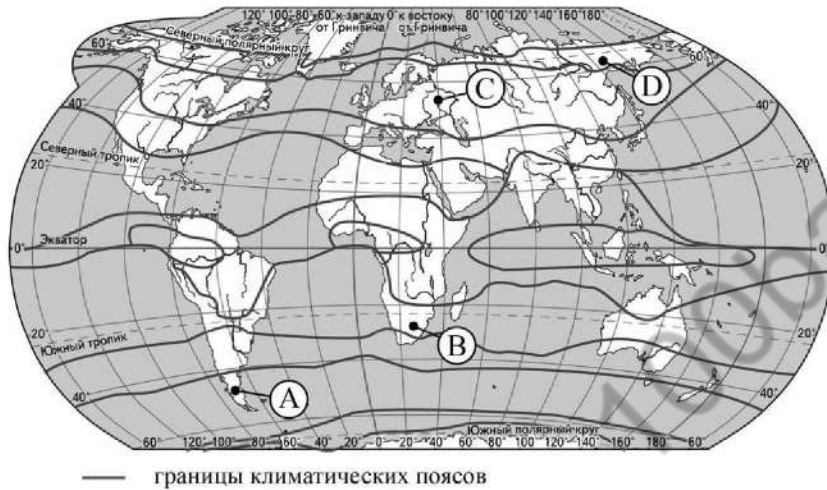 120°100°-80°-60° к западу 0° к востоку 80°100°120°140°160°
от Гринвича от Гринвича
Северный полярный круг
60° 60°
D
C
40° 40°
Северный тропик
20° 20°
Экватор
0° 0°
20° 20°
Южный тропик
B
A
40° 40°
Южный полярный круг
60° 120°100°80°60° 40° 20° 0° 20° 40° 60° 80°100°120°140°160°180° 60°
границы климатических поясов